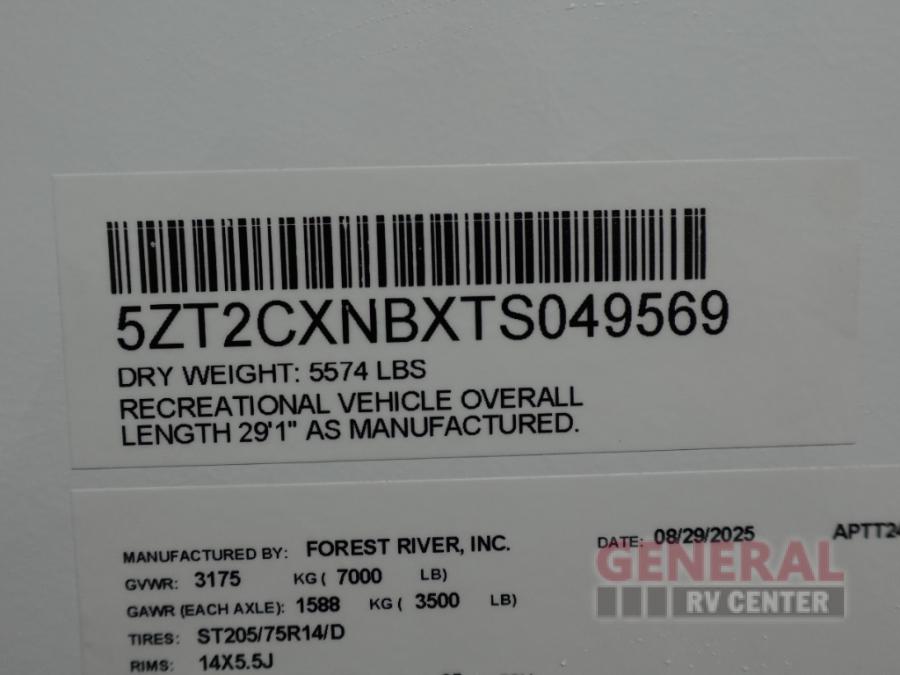 5ZT2CXNBXTS049569
DRY WEIGHT: 5574 LBS
RECREATIONAL VEHICLE OVERALL
LENGTH 29'1" AS MANUFACTURED.
MANUFACTURED BY: FOREST RIVER, INC. DATE: 08/29/2025
GVWR: 3175 KG ( 7000 LB)
GAWR (EACH AXLE): 1588 KG ( 3500 LB)
TIRES: ST205/75R14/D
RIMS: 14X5.5J
GENERAL
RV CENTER